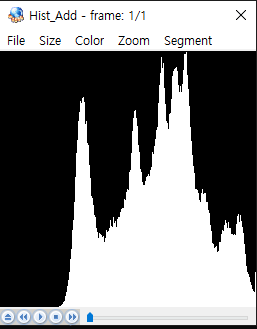 Hist_Add - frame: 1/1
File Size Color Zoom Segment